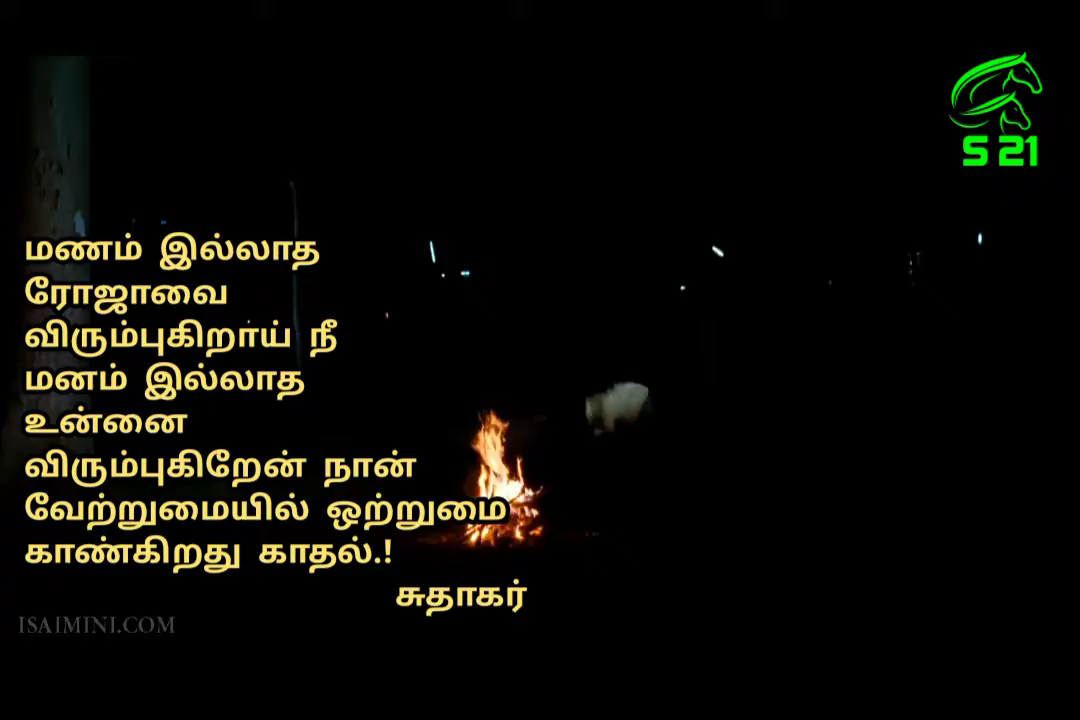 S 21
மணம் இல்லாத
ரோஜாவை
விரும்புகிறாய் நீ
மனம் இல்லாத
உன்னை
விரும்புகிறேன் நான்
வேற்றுமையில் ஒற்றுமை
காண்கிறது காதல்.!
சுதாகர்
ISAIMINI.COM